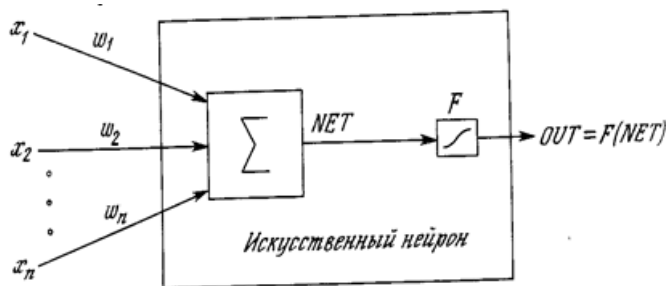 x₁
w₁
x₂
w₂
xₙ
wₙ
Σ
NET
F
OUT = F(NET)
Искусственный нейрон